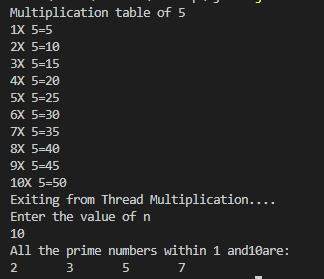 Multiplication table of 5
1X 5=5
2X 5=10
3X 5=15
4X 5=20
5X 5=25
6X 5=30
7X 5=35
8X 5=40
9X 5=45
10X 5=50
Exiting from Thread Multiplication....
Enter the value of n
10
All the prime numbers within 1 and10are:
2 3 5 7